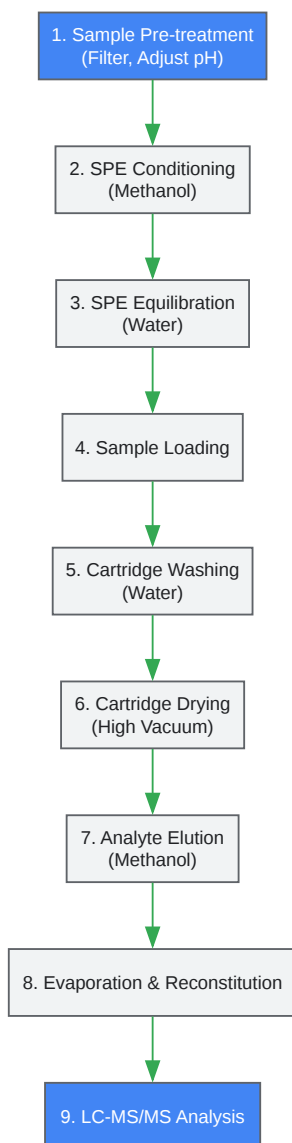 1. Sample Pre-treatment
(Filter, Adjust pH)
2. SPE Conditioning
(Methanol)
3. SPE Equilibration
(Water)
4. Sample Loading
5. Cartridge Washing
(Water)
6. Cartridge Drying
(High Vacuum)
7. Analyte Elution
(Methanol)
8. Evaporation & Reconstitution
9. LC-MS/MS Analysis